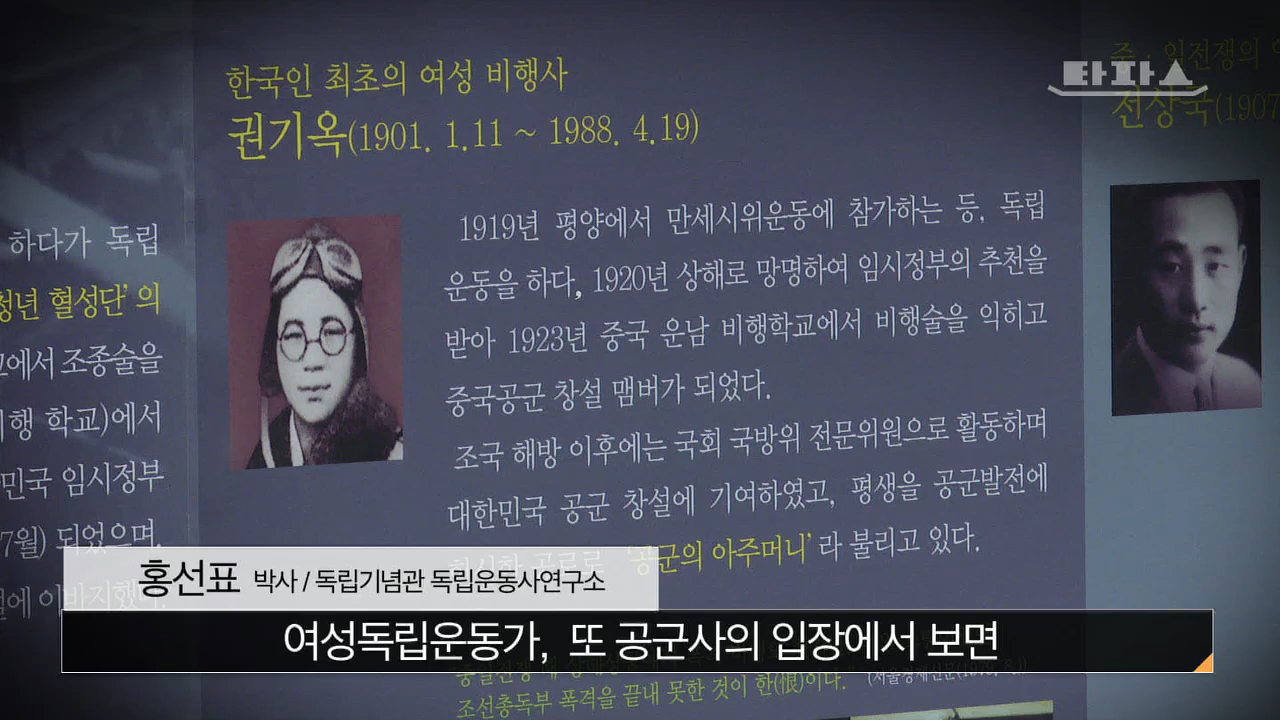 타파스
한국인 최초의 여성 비행사
권기옥(1901. 1.11 ~ 1988. 4.19)
1919년 평양에서 만세시위운동에 참가하는 등, 독립
운동을 하다, 1920년 상해로 망명하여 임시정부의 추천을
받아 1923년 중국 운남 비행학교에서 비행술을 익히고
중국공군 창설 맴버가 되었다.
조국 해방 이후에는 국회 국방위 전문위원으로 활동하며
대한민국 공군 창설에 기여하였고, 평생을 공군발전에
'공군의 아주머니'라 불리고 있다.
조선총독부 폭격을 끝내 못한 것이 한(恨)이다.
하다가 독립
청년 혈성단'의
에서 조종술을
행 학교)에서
민국 임시정부
7월) 되었으며,
전상국(1907
홍선표 박사 / 독립기념관 독립운동사연구소
여성독립운동가, 또 공군사의 입장에서 보면